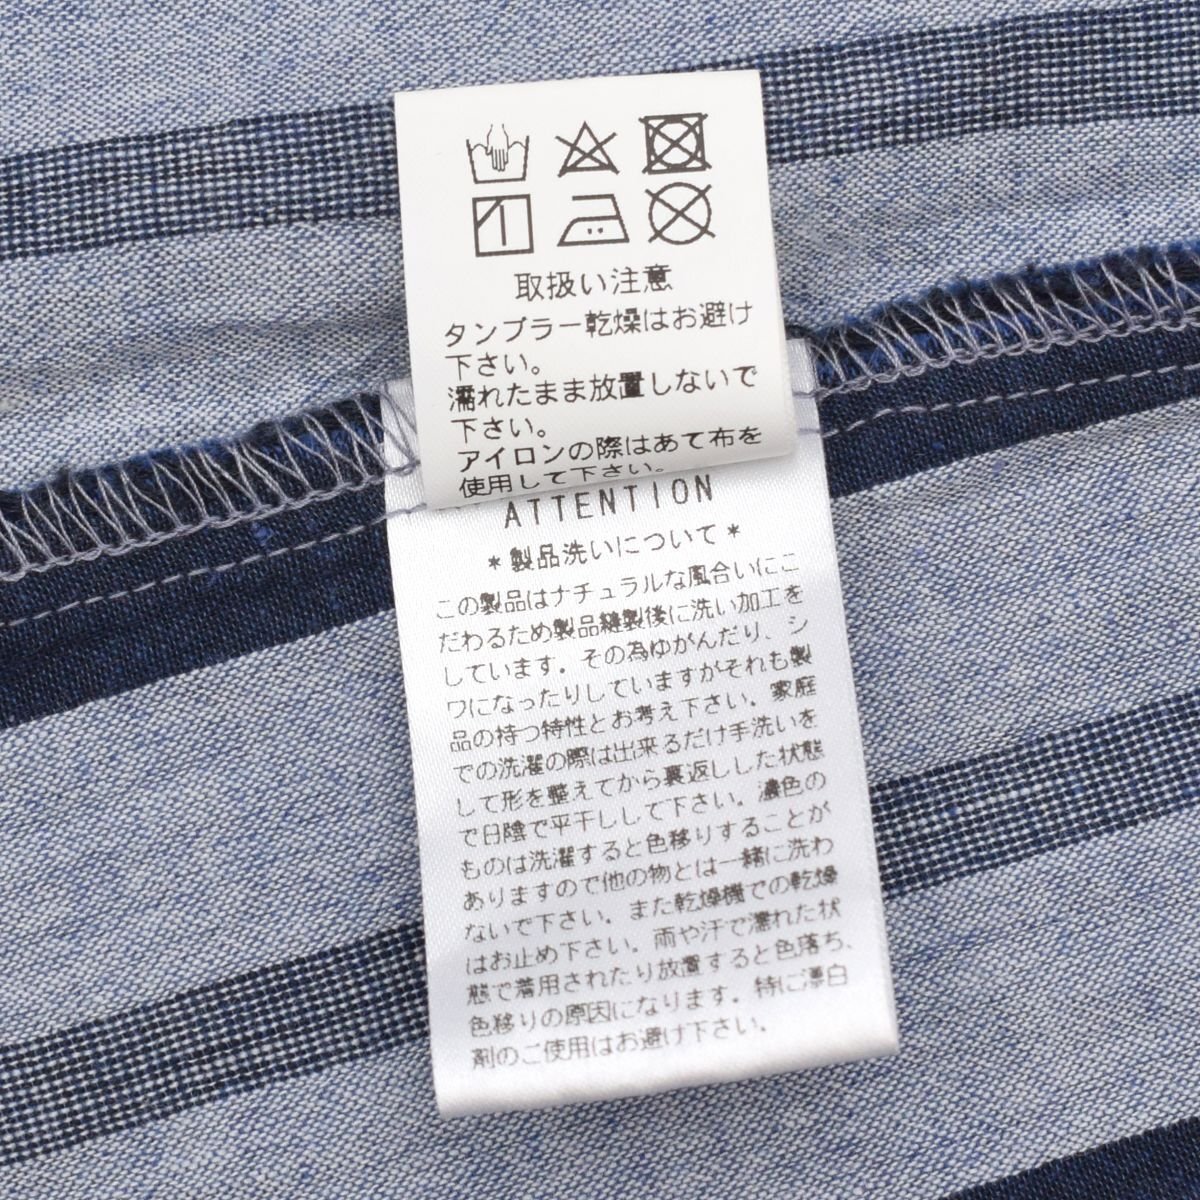 取扱い注意
タンブラー乾燥はお避け
下さい。
濡れたまま放置しないで
下さい。
アイロンの際はあて布を
使用して下さい。
ATTENTION
*製品洗いについて*
この製品はナチュラルな風合いにこ
だわるため製品縫製後に洗い加工を
しています。その為ゆがんだり、シ
ワになったりしていますがそれも製
品の持つ特性とお考え下さい。家庭
での洗濯の際は出来るだけ手洗いを
して形を整えてから裏返しした状態
で日陰で平干しして下さい。濃色の
ものは洗濯すると色移りすることが
ありますので他の物とは一緒に洗わ
ないで下さい。また乾燥機での乾燥
はお止め下さい。雨や汗で濡れた状
態で着用されたり放置すると色落ち、
色移りの原因になります。特に漂白
剤のご使用はお避け下さい。